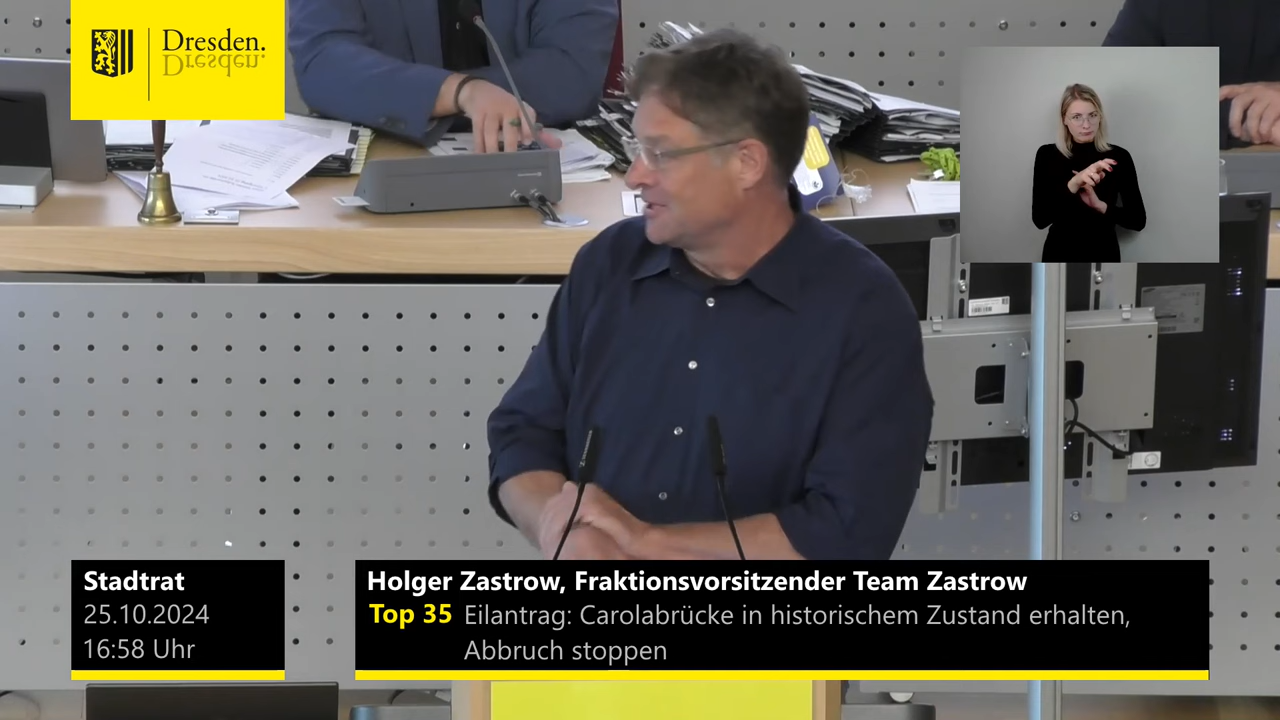 Dresden.
Dresden.
Stadtrat
25.10.2024
16:58 Uhr
Holger Zastrow, Fraktionsvorsitzender Team Zastrow
Top 35 Eilantrag: Carolabrücke in historischem Zustand erhalten,
Abbruch stoppen